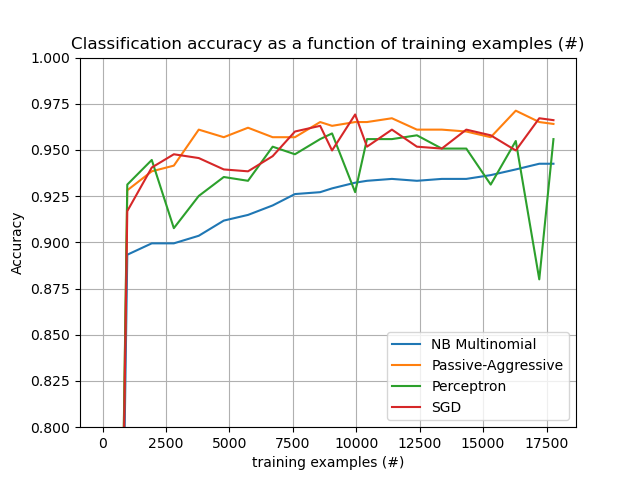 Classification accuracy as a function of training examples (#)
1.000
0.975
0.950
0.925
0.900
0.875
0.850
0.825
0.800
Accuracy
NB Multinomial
Passive-Aggressive
Perceptron
SGD
0 2500 5000 7500 10000 12500 15000 17500
training examples (#)